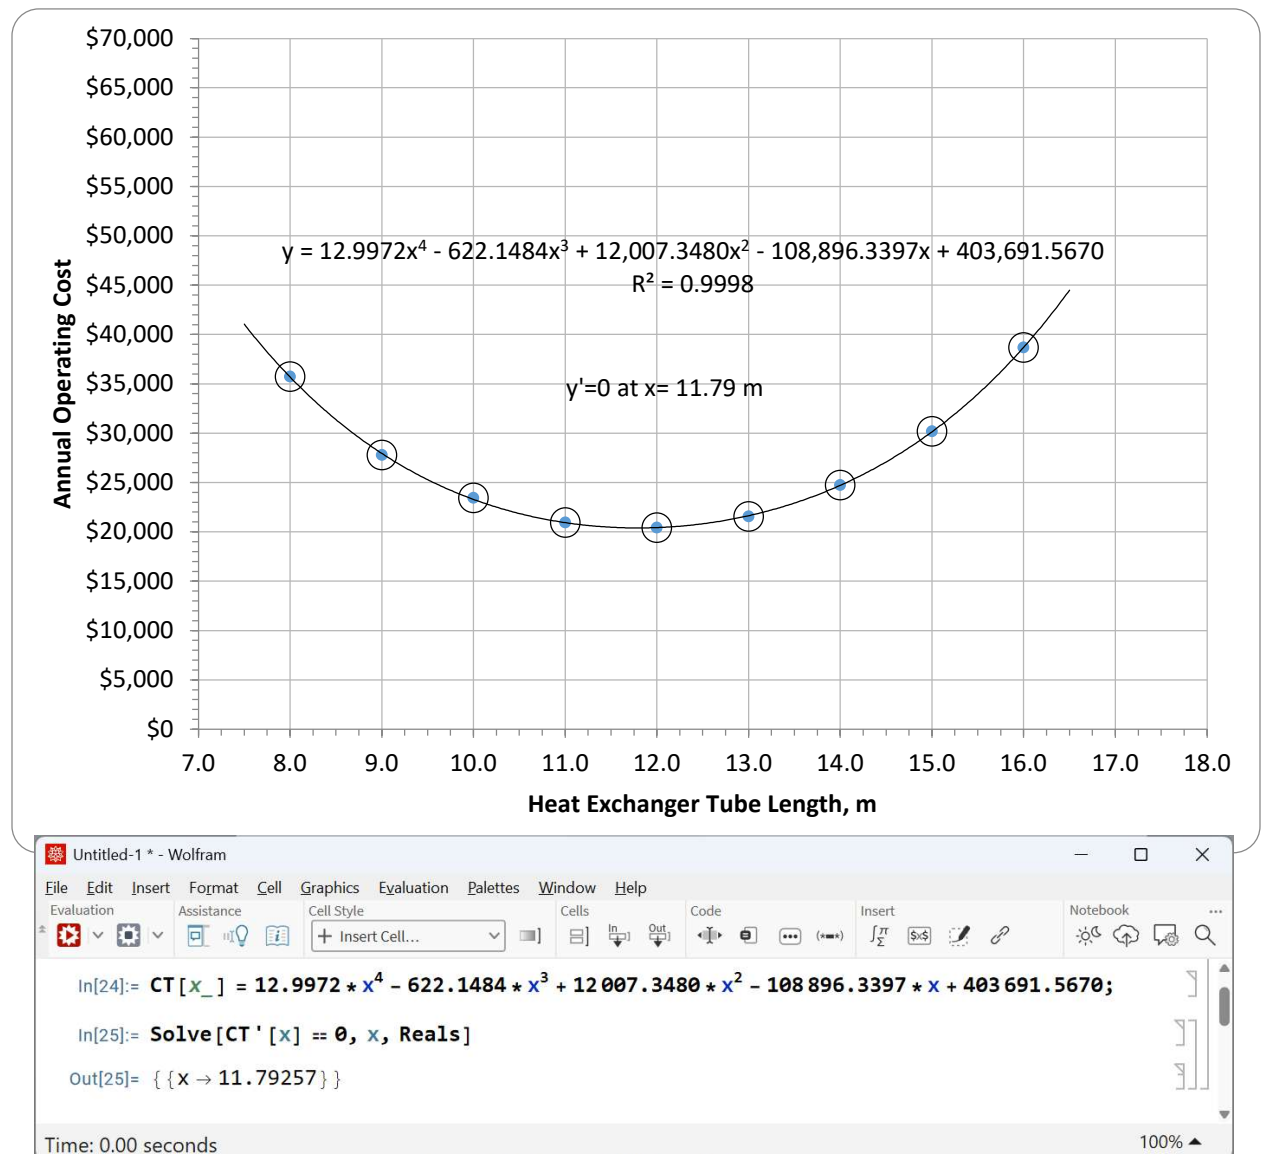 $70,000
$65,000
$60,000
$55,000
$50,000
y = 12.9972x⁴ - 622.1484x³ + 12,007.3480x² - 108,896.3397x + 403,691.5670
R² = 0.9998
$45,000
$40,000
$35,000
y'=0 at x= 11.79 m
$30,000
$25,000
$20,000
$15,000
$10,000
$5,000
$0
Annual Operating Cost
7.0 8.0 9.0 10.0 11.0 12.0 13.0 14.0 15.0 16.0 17.0 18.0
Heat Exchanger Tube Length, m
Untitled-1 * - Wolfram
File Edit Insert Format Cell Graphics Evaluation Palettes Window Help
Evaluation Assistance Cell Style Cells Code Insert Notebook
+ Insert Cell... In Out $x$ (*=*)
In[24]:= CT[x_] = 12.9972 * x⁴ - 622.1484 * x³ + 12007.3480 * x² - 108896.3397 * x + 403691.5670;
In[25]:= Solve[CT'[x] == 0, x, Reals]
Out[25]= {{x → 11.79257}}
Time: 0.00 seconds 100%